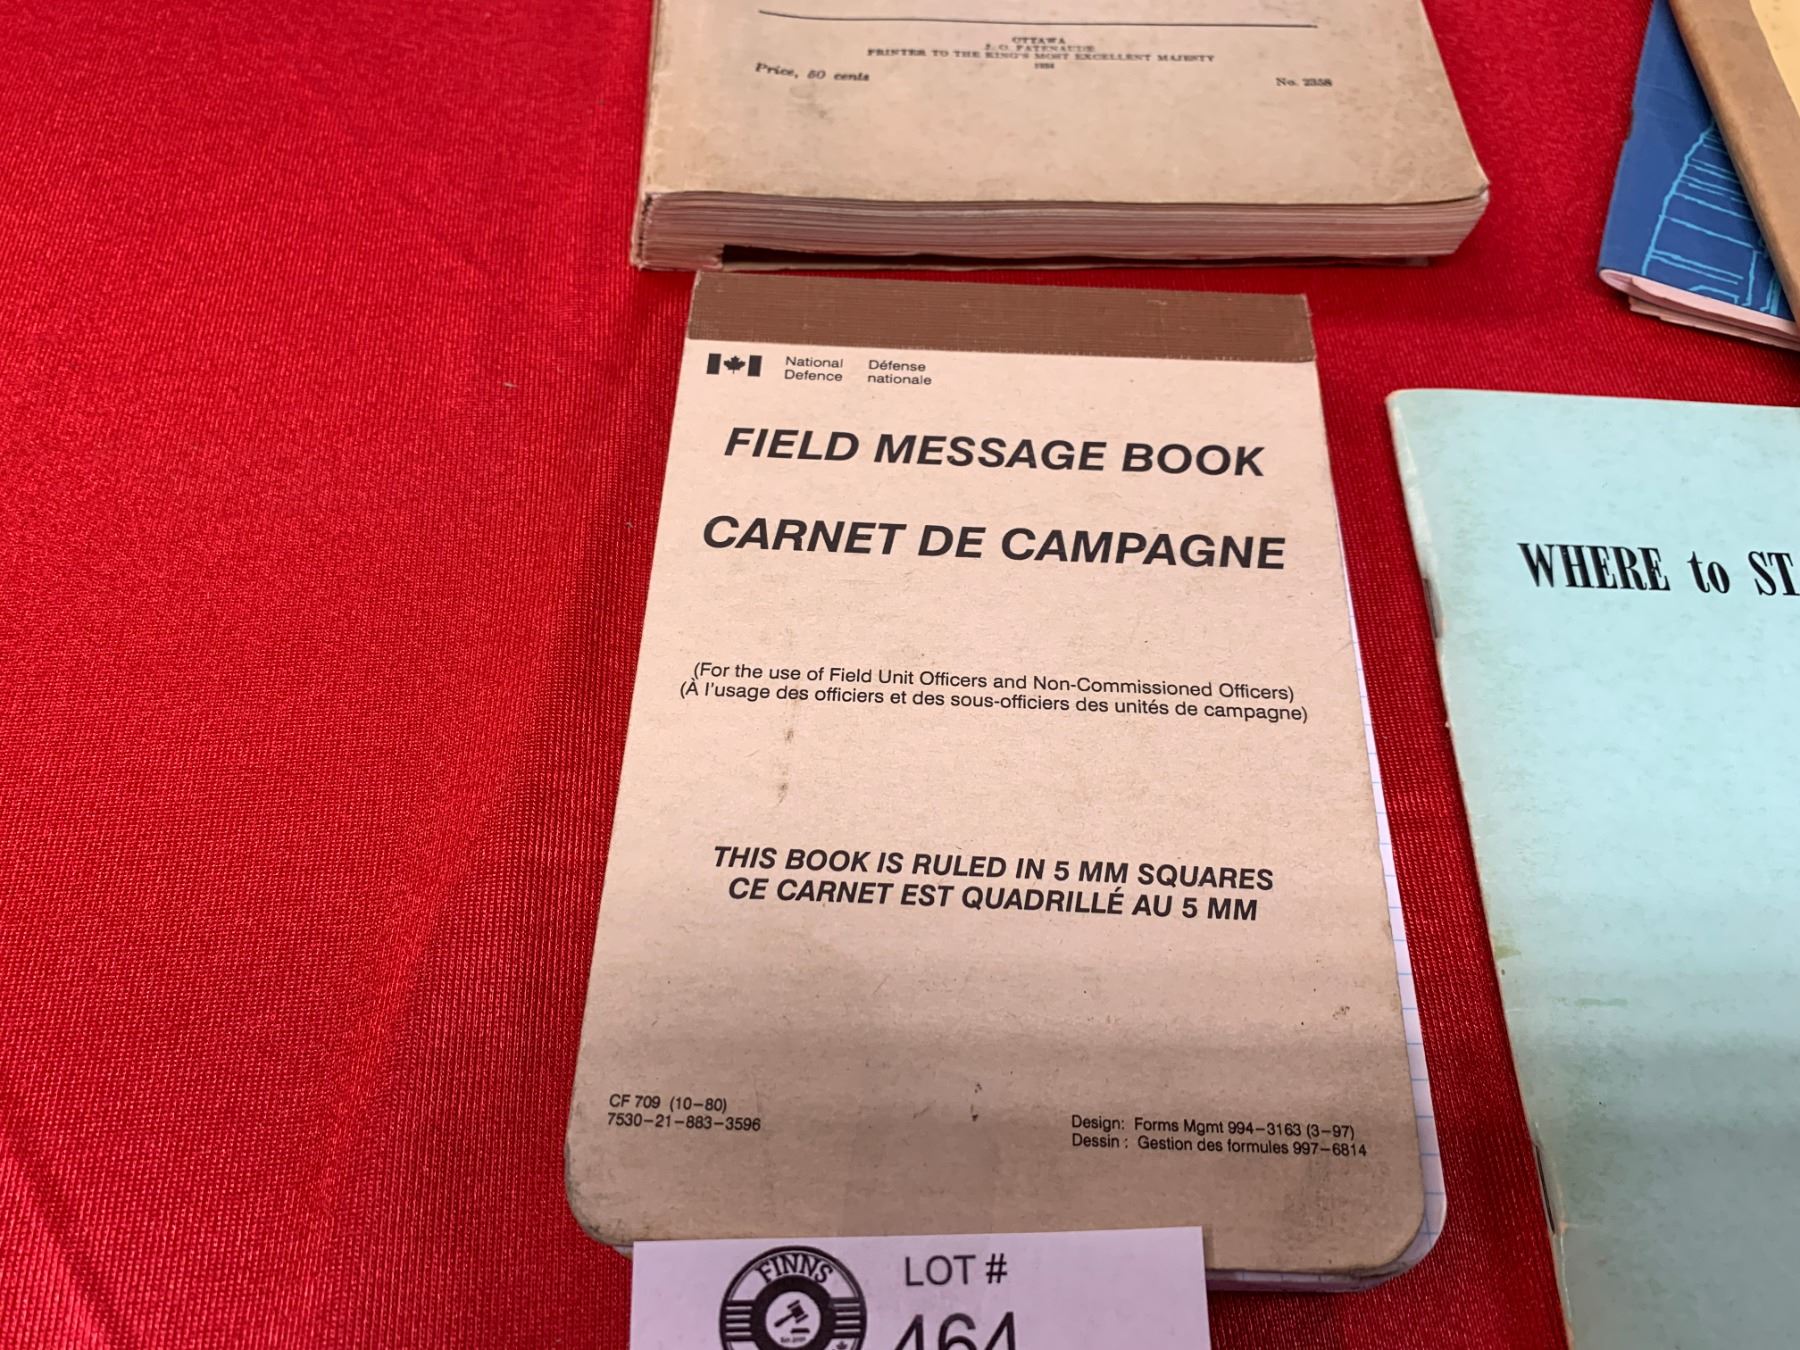 OTTAWA
J. O. PATENAUDE
PRINTER TO THE KING'S MOST EXCELLENT MAJESTY
Price, 50 cents
No. 2358
National Défense
Defence nationale
FIELD MESSAGE BOOK
CARNET DE CAMPAGNE
(For the use of Field Unit Officers and Non-Commissioned Officers)
(À l'usage des officiers et des sous-officiers des unités de campagne)
THIS BOOK IS RULED IN 5 MM SQUARES
CE CARNET EST QUADRILLÉ AU 5 MM
CF 709 (10-80)
7530-21-883-3596
Design: Forms Mgmt 994-3163 (3-97)
Dessin : Gestion des formules 997-6814
WHERE to ST
FINNS
LOT #
464